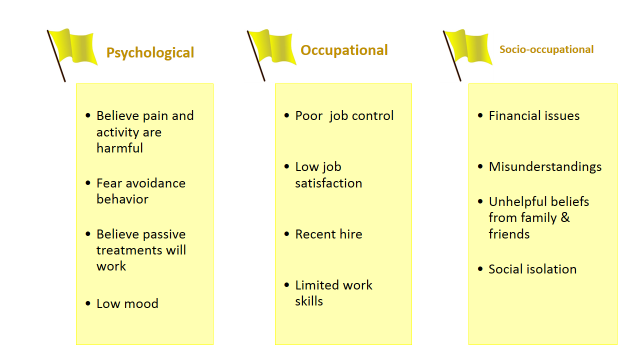 Psychological
• Believe pain and
activity are
harmful
• Fear avoidance
behavior
• Believe passive
treatments will
work
• Low mood
Occupational
• Poor job control
• Low job
satisfaction
• Recent hire
• Limited work
skills
Socio-occupational
• Financial issues
• Misunderstandings
• Unhelpful beliefs
from family &
friends
• Social isolation